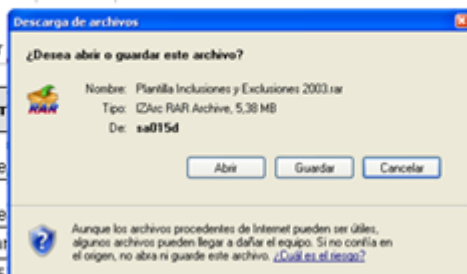 Descarga de archivos
¿Desea abrir o guardar este archivo?
RAR
Nombre: Plantilla Inclusiones y Exclusiones 2003.rar
Tipo: IZArc RAR Archive, 5,38 MB
De: sa015d
Abrir Guardar Cancelar
Aunque los archivos procedentes de Internet pueden ser útiles,
algunos archivos pueden llegar a dañar el equipo. Si no confía en
el origen, no abra ni guarde este archivo. ¿Cuál es el riesgo?